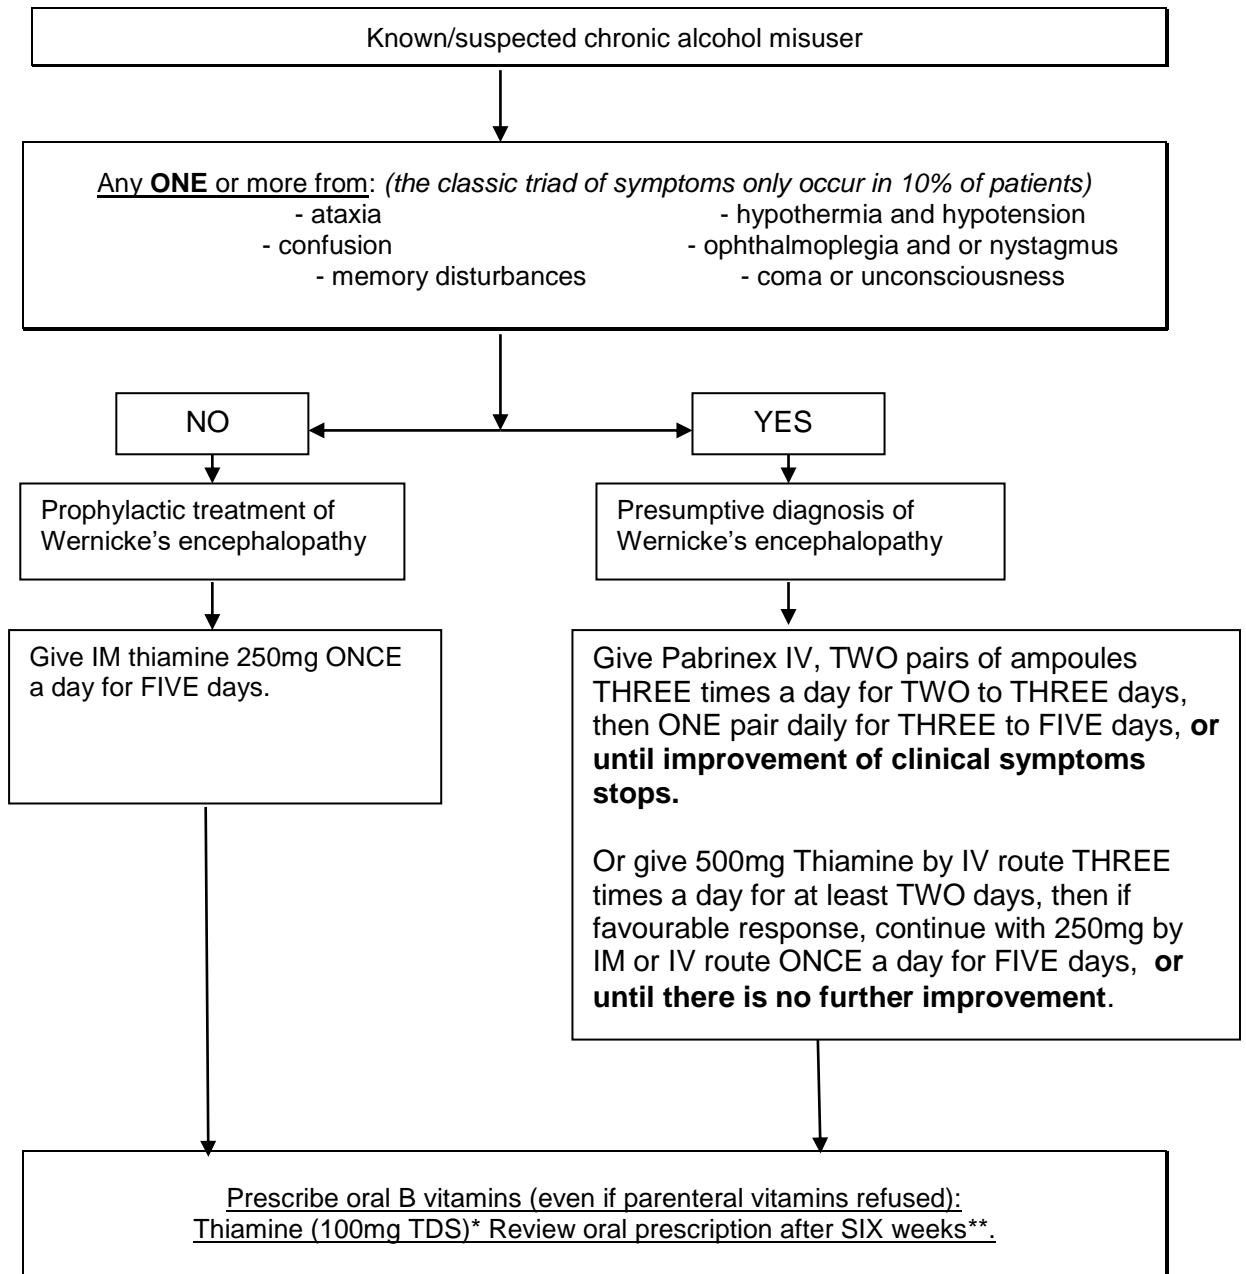 Known/suspected chronic alcohol misuser
Any ONE or more from: (the classic triad of symptoms only occur in 10% of patients)
- ataxia - hypothermia and hypotension
- confusion - ophthalmoplegia and or nystagmus
- memory disturbances - coma or unconsciousness
NO
YES
Prophylactic treatment of
Wernicke’s encephalopathy
Presumptive diagnosis of
Wernicke’s encephalopathy
Give IM thiamine 250mg ONCE
a day for FIVE days.
Give Pabrinex IV, TWO pairs of ampoules
THREE times a day for TWO to THREE days,
then ONE pair daily for THREE to FIVE days, or
until improvement of clinical symptoms
stops.
Or give 500mg Thiamine by IV route THREE
times a day for at least TWO days, then if
favourable response, continue with 250mg by
IM or IV route ONCE a day for FIVE days, or
until there is no further improvement.
Prescribe oral B vitamins (even if parenteral vitamins refused):
Thiamine (100mg TDS)* Review oral prescription after SIX weeks**.